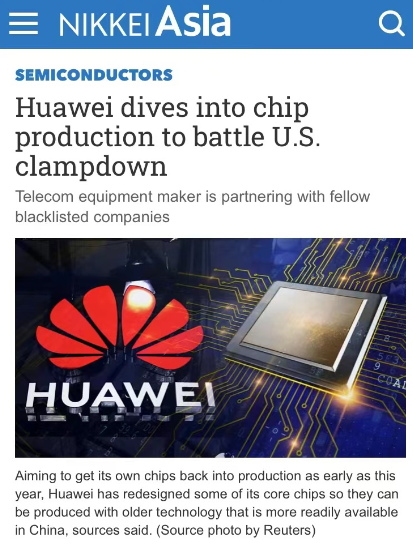 NIKKEI Asia
SEMICONDUCTORS
Huawei dives into chip
production to battle U.S.
clampdown
Telecom equipment maker is partnering with fellow
blacklisted companies
HUAWEI
Aiming to get its own chips back into production as early as this
year, Huawei has redesigned some of its core chips so they can
be produced with older technology that is more readily available
in China, sources said. (Source photo by Reuters)